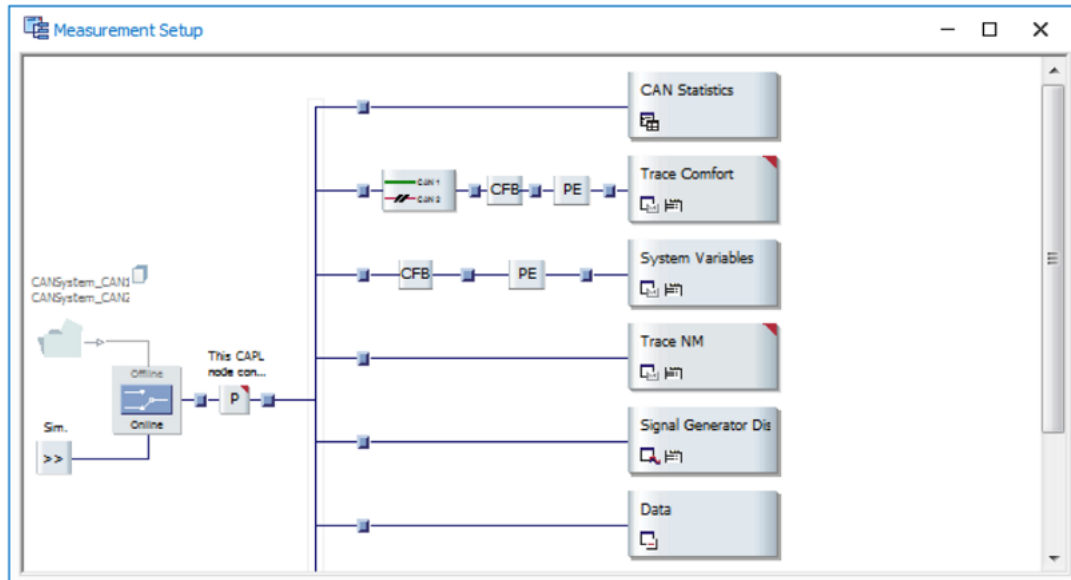 Measurement Setup
CAN Statistics
CAN 1
CAN 2
CFB
PE
Trace Comfort
CFB
PE
System Variables
CANSystem_CAN1
CANSystem_CAN2
Offline
Online
Sim.
>>
This CAPL
node con...
P
Trace NM
Signal Generator Dis
Data